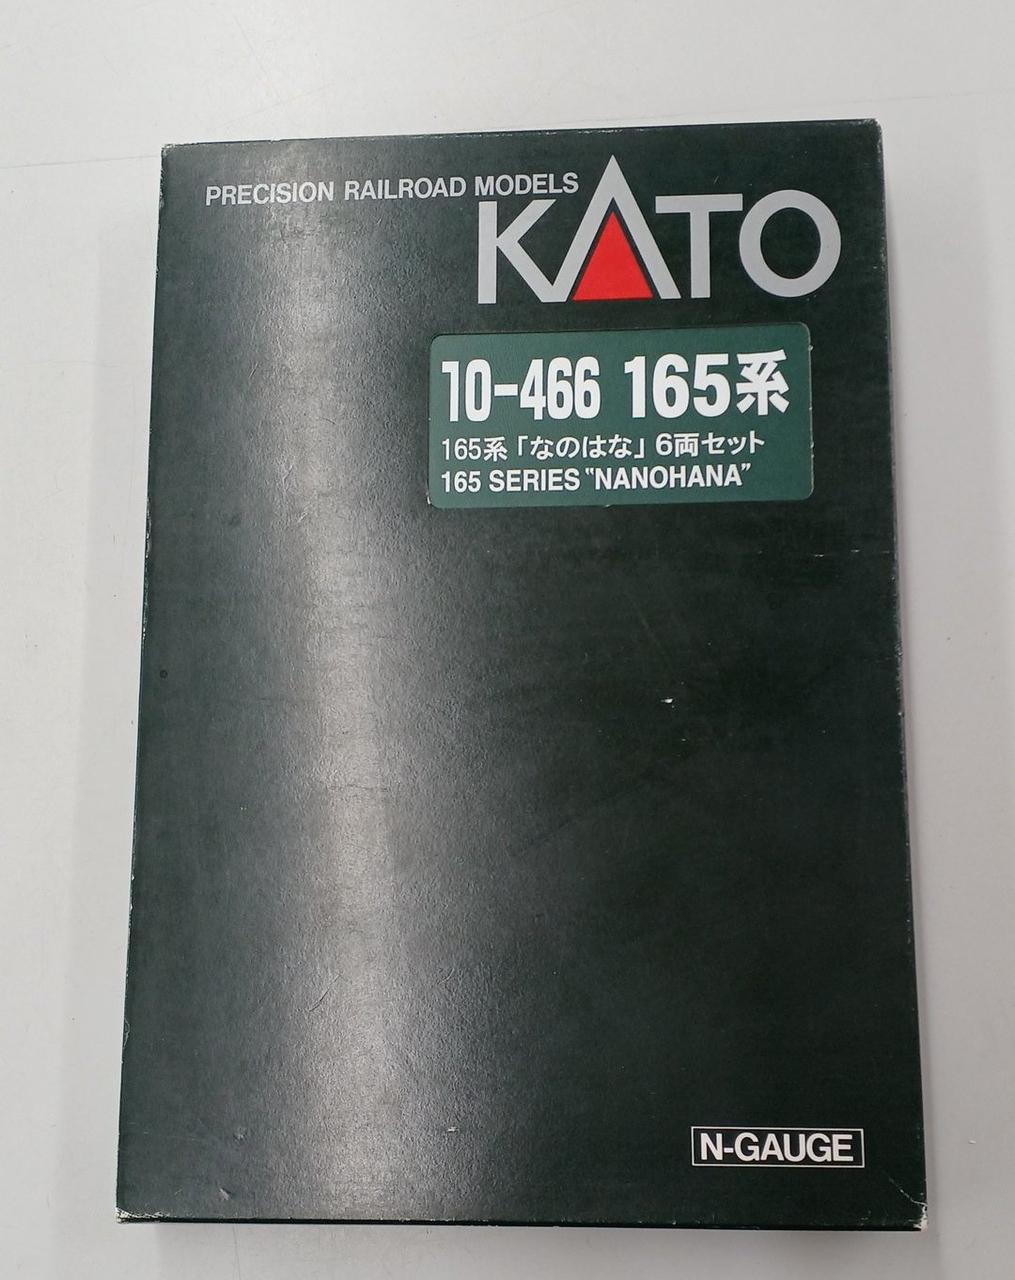 PRECISION RAILROAD MODELS
KATO
10-466 165系
165系「なのはな」6両セット
165 SERIES "NANOHANA"
N-GAUGE